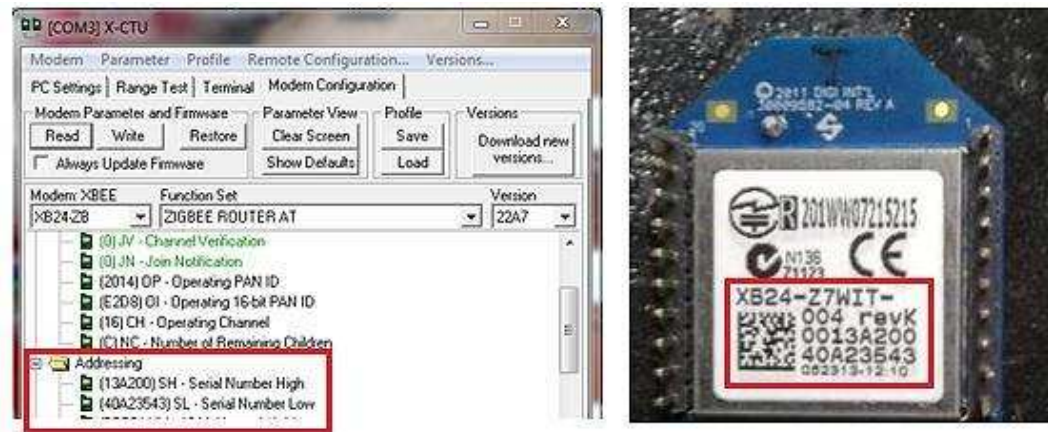 [COM3] X-CTU
Modem Parameter Profile Remote Configuration... Versions...
PC Settings Range Test Terminal Modem Configuration
Modem Parameter and Firmware Parameter View Profile Versions
Read Write Restore Clear Screen Save Download new versions...
Always Update Firmware Show Defaults Load
Modem: XBEE Function Set Version
XB24-ZB ZIGBEE ROUTER AT 22A7
(0) JV - Channel Verification
(0) JN - Join Notification
(2014) OP - Operating PAN ID
(E2D8) OI - Operating 16-bit PAN ID
(16) CH - Operating Channel
(C) NC - Number of Remaining Children
Addressing
(13A200) SH - Serial Number High
(40A23543) SL - Serial Number Low
©2011 DIGI INT'L
REV A
R 201WW07215215
N136
Z1123
CE
XB24-Z7WIT-
004 revK
0013A200
40A23543